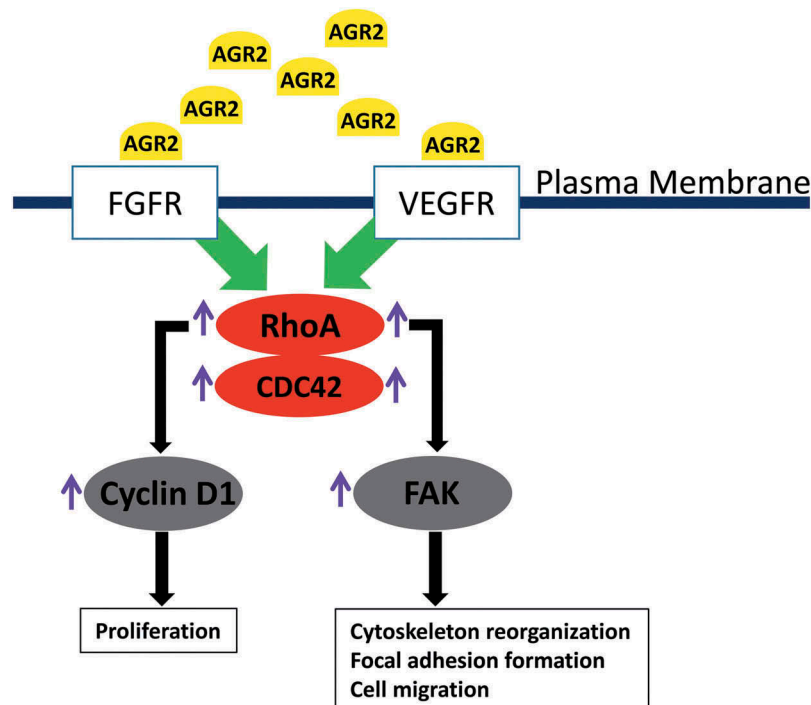 AGR2
AGR2
AGR2
AGR2
AGR2
AGR2
AGR2
FGFR
VEGFR
Plasma Membrane
RhoA
CDC42
Cyclin D1
FAK
Proliferation
Cytoskeleton reorganization
Focal adhesion formation
Cell migration